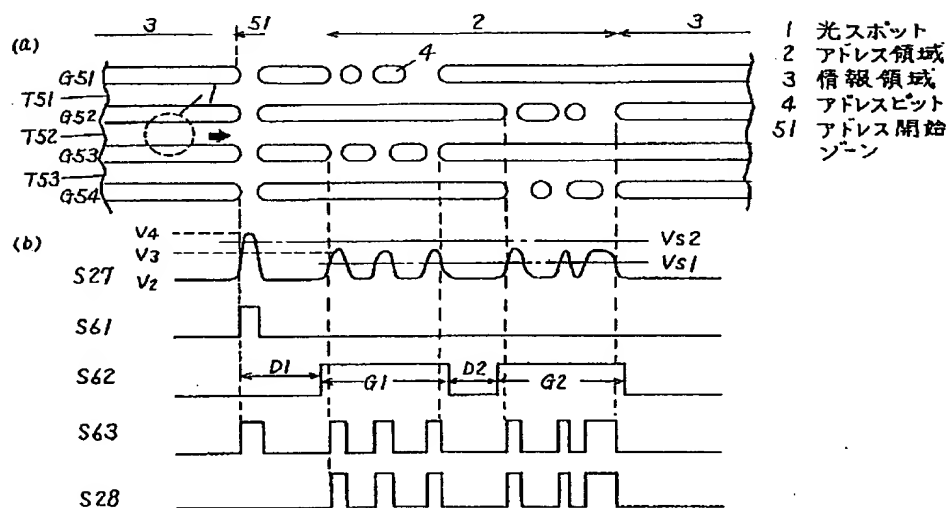 3
51
2
3
(a)
4
G51
T51
1
G52
T52
G53
T53
G54
1 光スポット
2 アドレス領域
3 情報領域
4 アドレスピット
51 アドレス開始
ゾーン
(b)
V4
V3
V2
Vs2
Vs1
S27
S61
S62
D1
G1
D2
G2
S63
S28